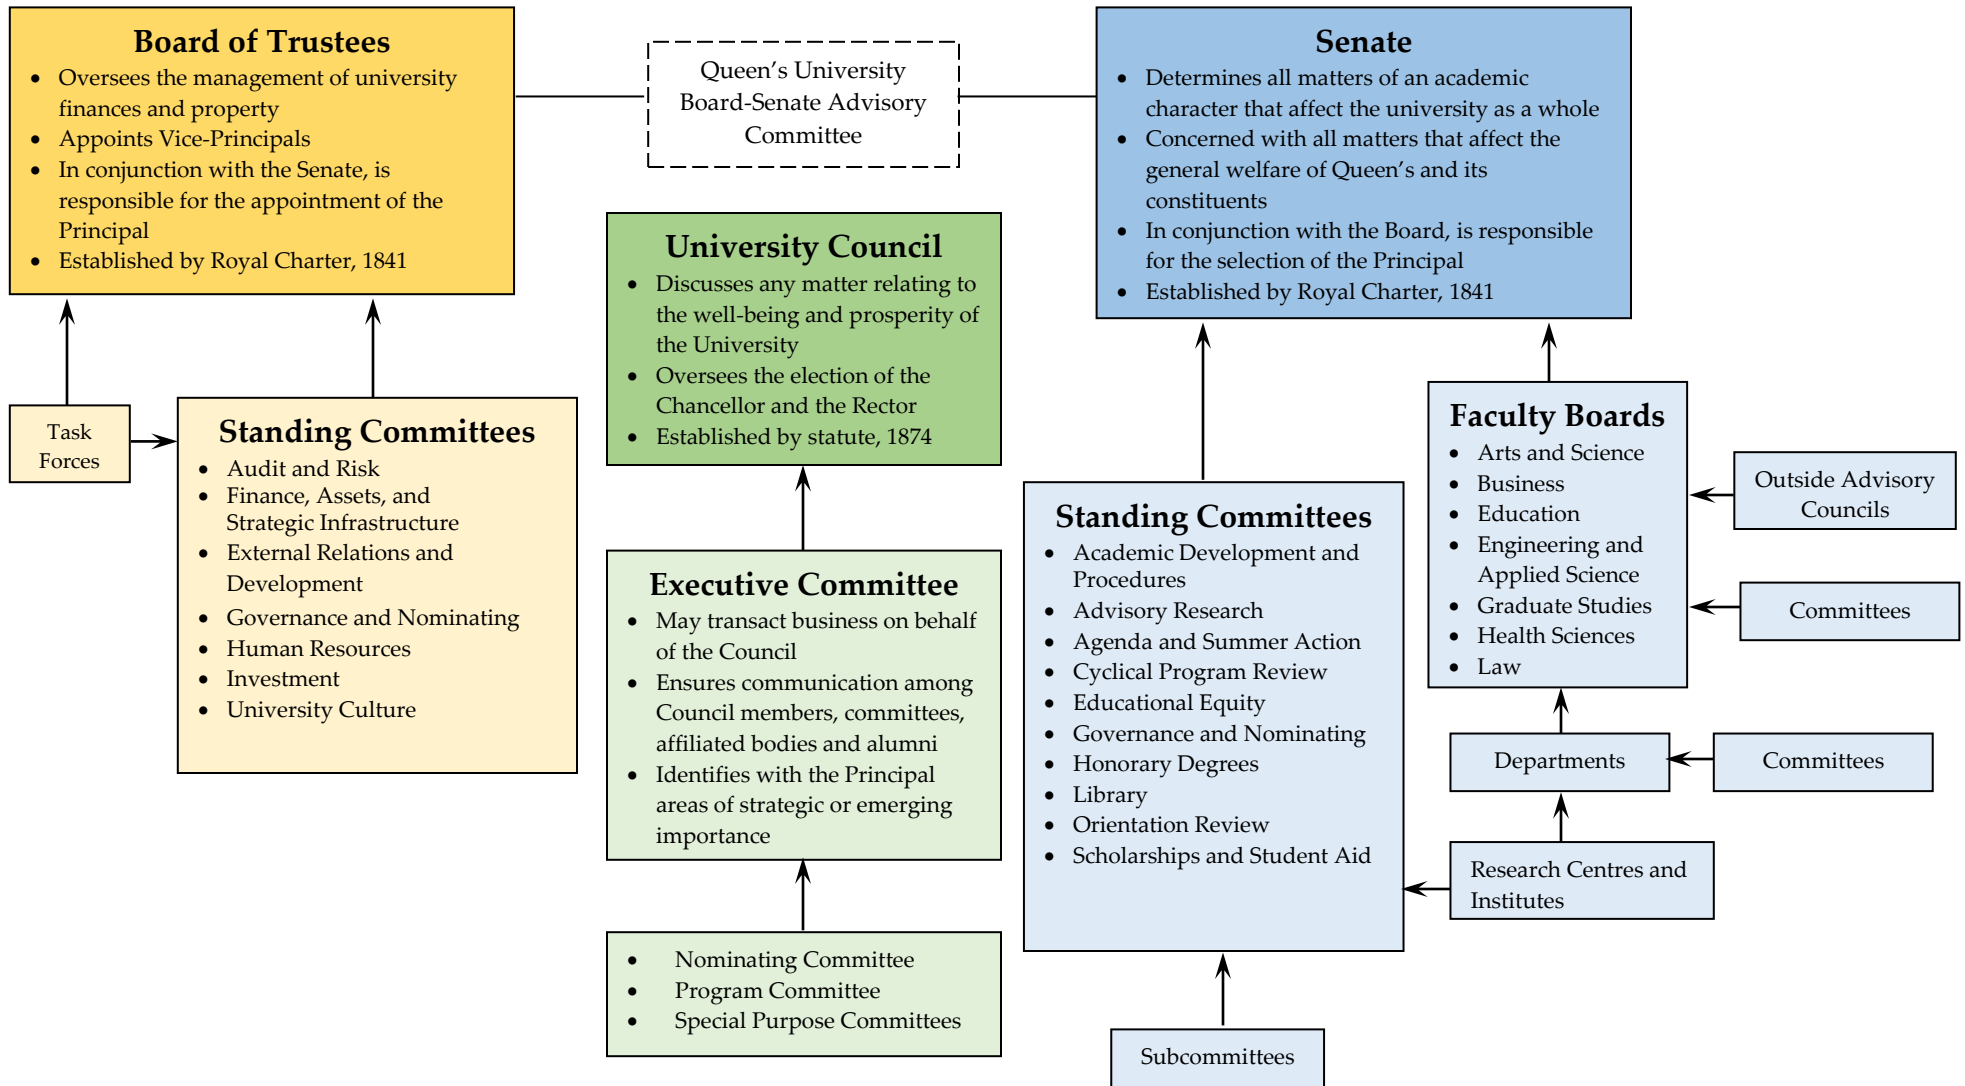 Board of Trustees
• Oversees the management of university
finances and property
• Appoints Vice-Principals
• In conjunction with the Senate, is
responsible for the appointment of the
Principal
• Established by Royal Charter, 1841
Queen’s University
Board-Senate Advisory
Committee
Senate
• Determines all matters of an academic
character that affect the university as a whole
• Concerned with all matters that affect the
general welfare of Queen’s and its
constituents
• In conjunction with the Board, is responsible
for the selection of the Principal
• Established by Royal Charter, 1841
University Council
• Discusses any matter relating to
the well-being and prosperity of
the University
• Oversees the election of the
Chancellor and the Rector
• Established by statute, 1874
Task
Forces
Standing Committees
• Audit and Risk
• Finance, Assets, and
Strategic Infrastructure
• External Relations and
Development
• Governance and Nominating
• Human Resources
• Investment
• University Culture
Executive Committee
• May transact business on behalf
of the Council
• Ensures communication among
Council members, committees,
affiliated bodies and alumni
• Identifies with the Principal
areas of strategic or emerging
importance
• Nominating Committee
• Program Committee
• Special Purpose Committees
Standing Committees
• Academic Development and
Procedures
• Advisory Research
• Agenda and Summer Action
• Cyclical Program Review
• Educational Equity
• Governance and Nominating
• Honorary Degrees
• Library
• Orientation Review
• Scholarships and Student Aid
Subcommittees
Faculty Boards
• Arts and Science
• Business
• Education
• Engineering and
Applied Science
• Graduate Studies
• Health Sciences
• Law
Outside Advisory
Councils
Committees
Departments
Committees
Research Centres and
Institutes